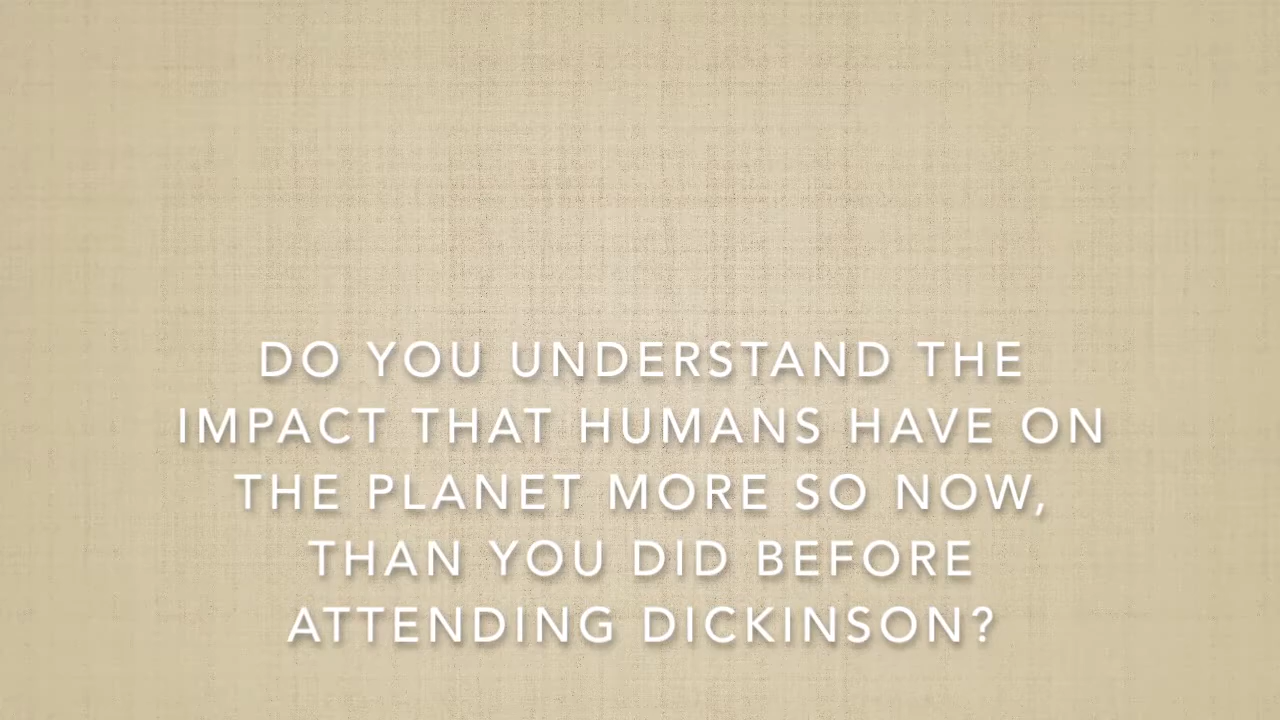 DO YOU UNDERSTAND THE
IMPACT THAT HUMANS HAVE ON
THE PLANET MORE SO NOW,
THAN YOU DID BEFORE
ATTENDING DICKINSON?